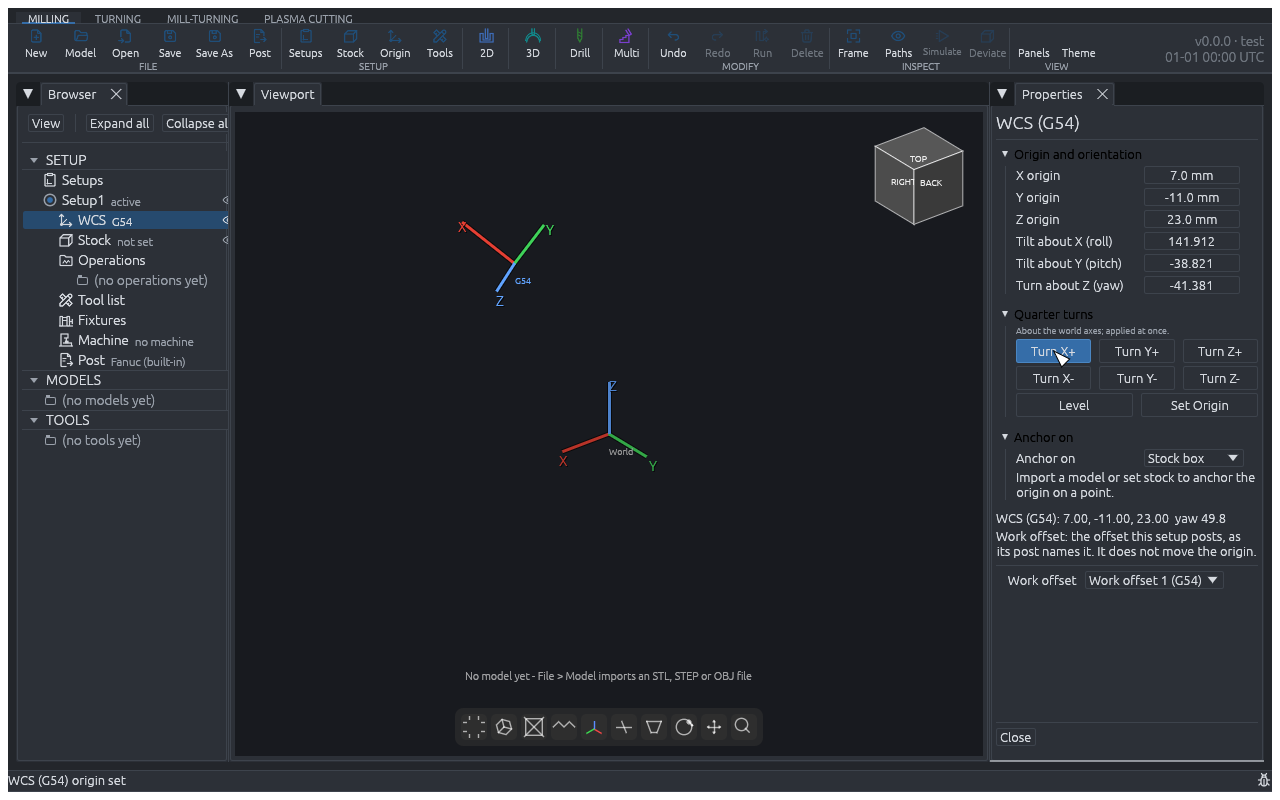 MILLING TURNING MILL-TURNING PLASMA CUTTING
New Model Open Save Save As Post Setups Stock Origin Tools 2D 3D Drill Multi Undo Redo Run Delete Frame Paths Simulate Deviate Panels Theme
FILE SETUP MODIFY INSPECT VIEW
v0.0.0 · test
01-01 00:00 UTC
Browser
View Expand all Collapse al
SETUP
Setups
Setup1 active
WCS G54
Stock not set
Operations
(no operations yet)
Tool list
Fixtures
Machine no machine
Post Fanuc (built-in)
MODELS
(no models yet)
TOOLS
(no tools yet)
Viewport
TOP
RIGHT BACK
X Y
G54
Z
Z
World
X Y
No model yet - File > Model imports an STL, STEP or OBJ file
Properties
WCS (G54)
Origin and orientation
X origin 7.0 mm
Y origin -11.0 mm
Z origin 23.0 mm
Tilt about X (roll) 141.912
Tilt about Y (pitch) -38.821
Turn about Z (yaw) -41.381
Quarter turns
About the world axes; applied at once.
Turn X+ Turn Y+ Turn Z+
Turn X- Turn Y- Turn Z-
Level Set Origin
Anchor on
Anchor on Stock box
Import a model or set stock to anchor the
origin on a point.
WCS (G54): 7.00, -11.00, 23.00 yaw 49.8
Work offset: the offset this setup posts, as
its post names it. It does not move the origin.
Work offset Work offset 1 (G54)
Close
WCS (G54) origin set